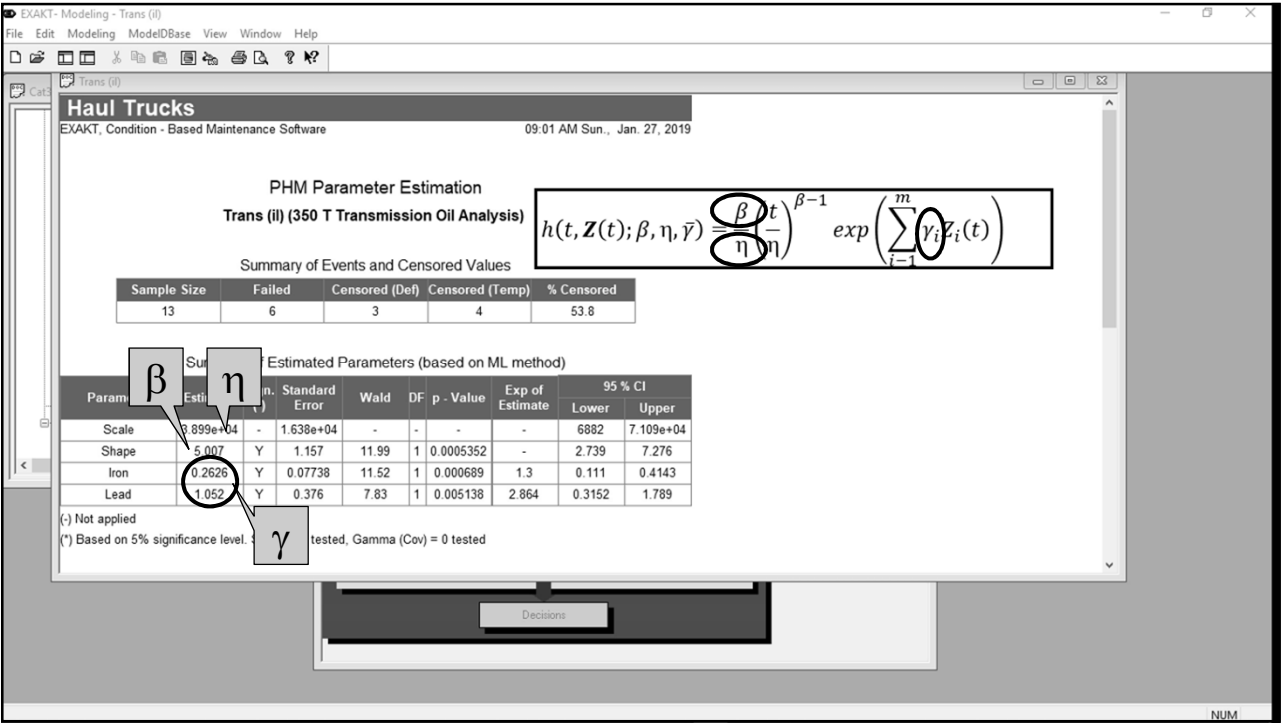 EXAKT- Modeling - Trans (il)
File Edit Modeling ModelDBase View Window Help
Cat3
Trans (il)
Haul Trucks
EXAKT, Condition - Based Maintenance Software 09:01 AM Sun., Jan. 27, 2019
PHM Parameter Estimation
Trans (il) (350 T Transmission Oil Analysis)
h(t, Z(t); β, η, γ̄) = β/η (t/η)^{β−1} exp(∑_{i−1}^{m} γᵢZᵢ(t))
Summary of Events and Censored Values
Sample Size Failed Censored (Def) Censored (Temp) % Censored
13 6 3 4 53.8
Estimated Parameters (based on ML method)
β η
Standard Error Wald DF p - Value Exp of Estimate 95 % CI
Lower Upper
Scale .899e+04 - 1.638e+04 - - - - 6882 7.109e+04
Shape 5.007 Y 1.157 11.99 1 0.0005352 - 2.739 7.276
Iron 0.2626 Y 0.07738 11.52 1 0.000689 1.3 0.111 0.4143
Lead 1.052 Y 0.376 7.83 1 0.005138 2.864 0.3152 1.789
(-) Not applied
(*) Based on 5% significance level. tested, Gamma (Cov) = 0 tested
γ
Decisions
NUM